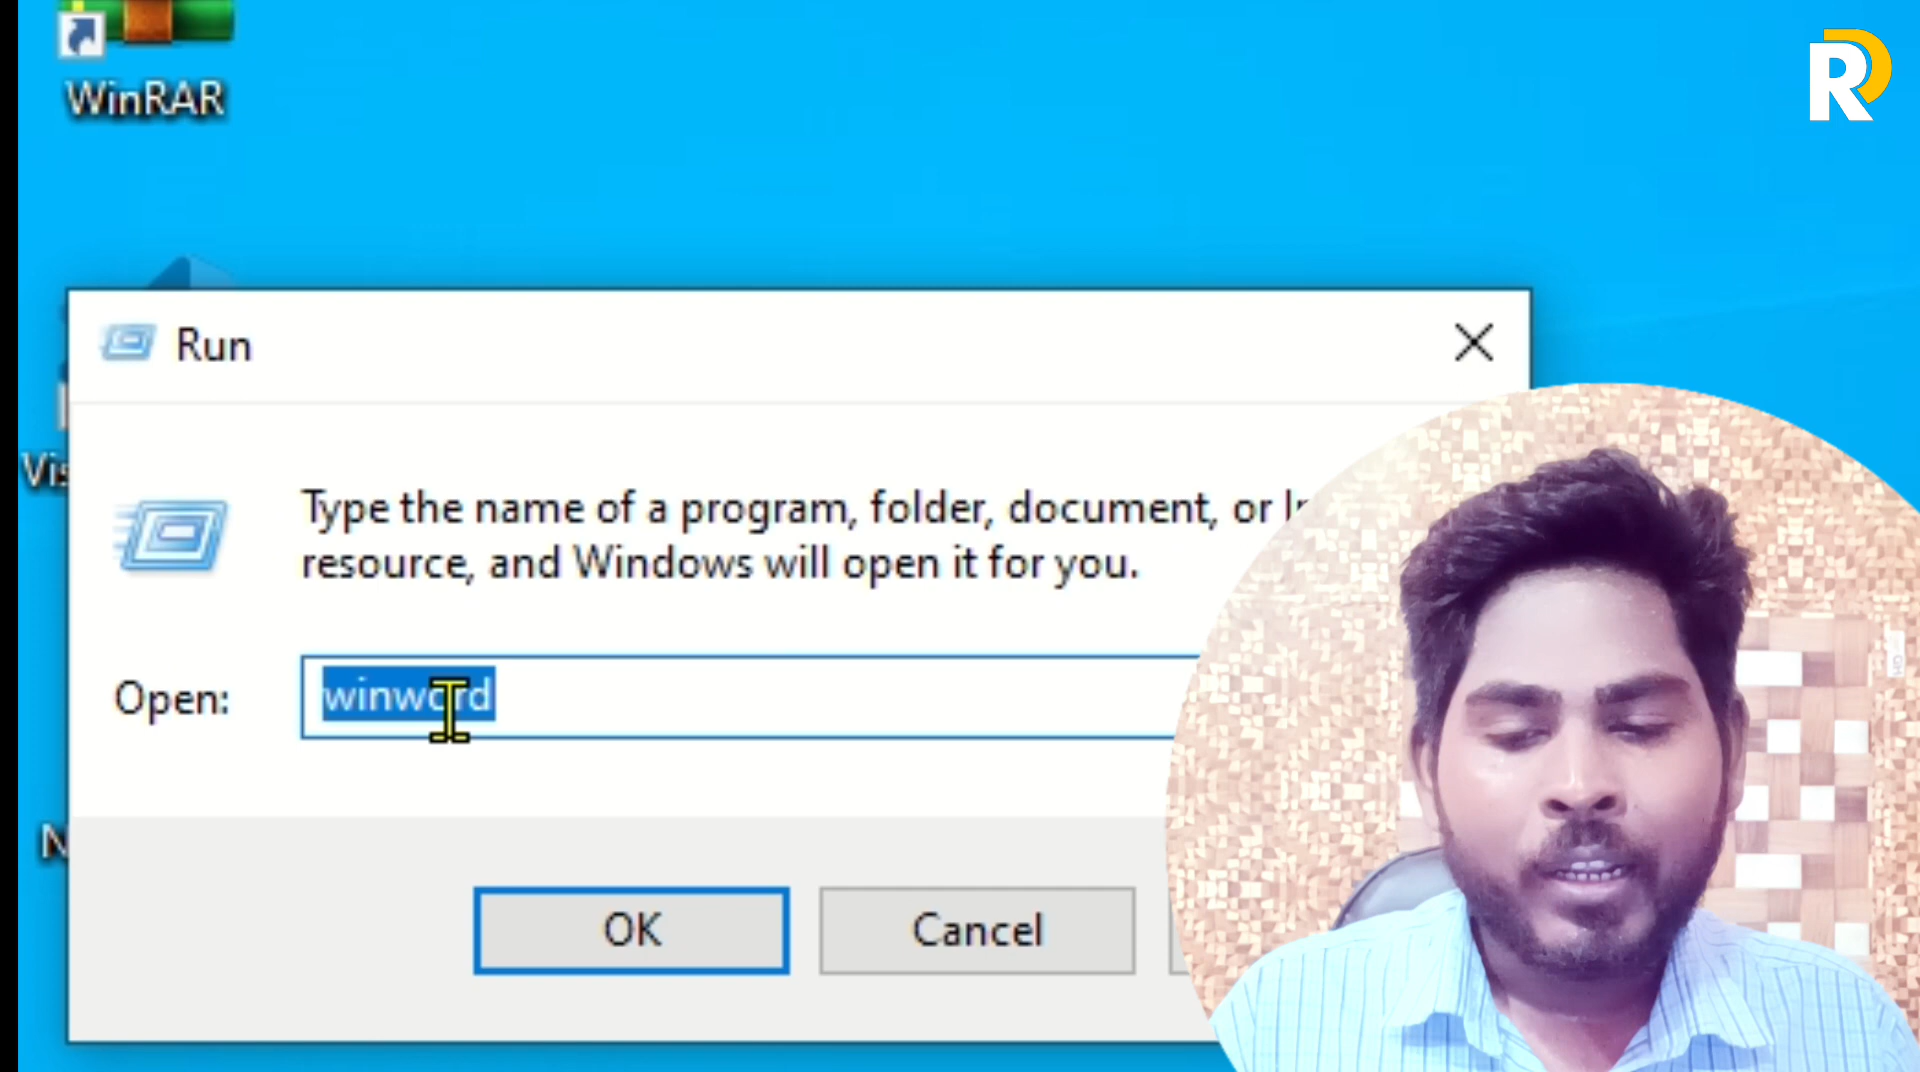 WinRAR
R
Run
Vis
Type the name of a program, folder, document, or
resource, and Windows will open it for you.
Open: winword
N
OK Cancel